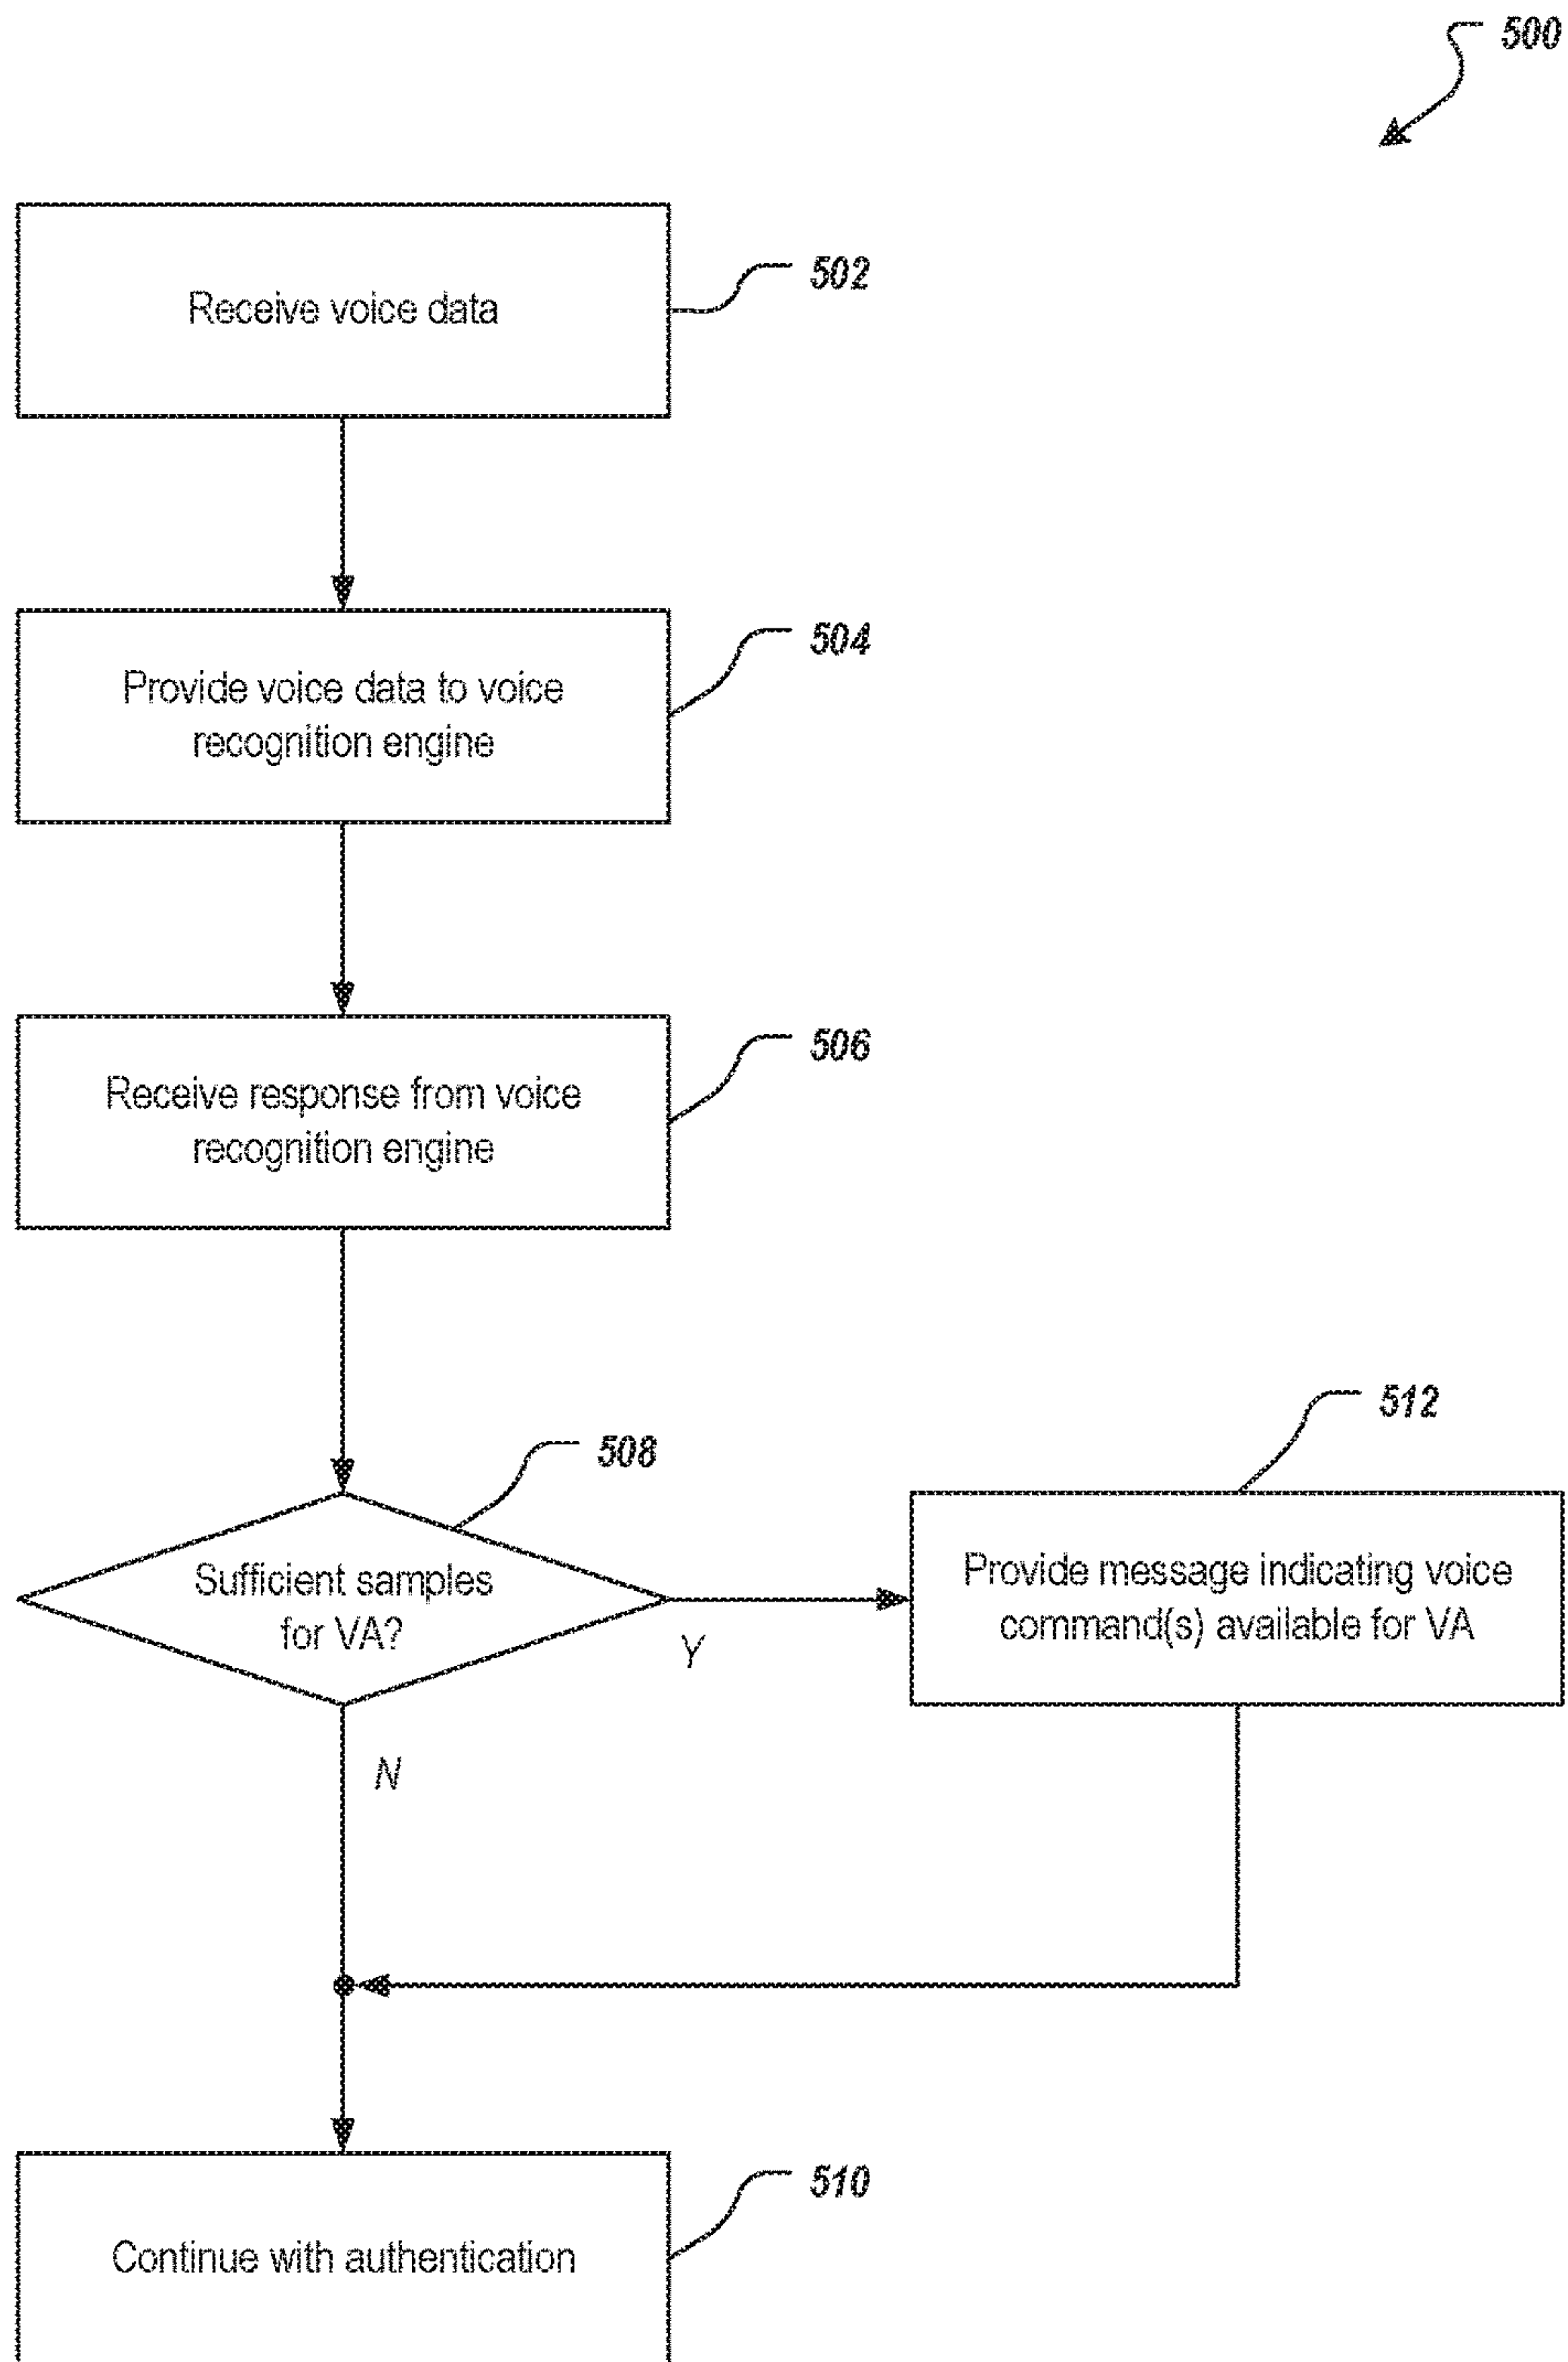 500
Receive voice data
502
Provide voice data to voice
recognition engine
504
Receive response from voice
recognition engine
506
Sufficient samples
for VA?
508
Y
N
Provide message indicating voice
command(s) available for VA
512
Continue with authentication
510